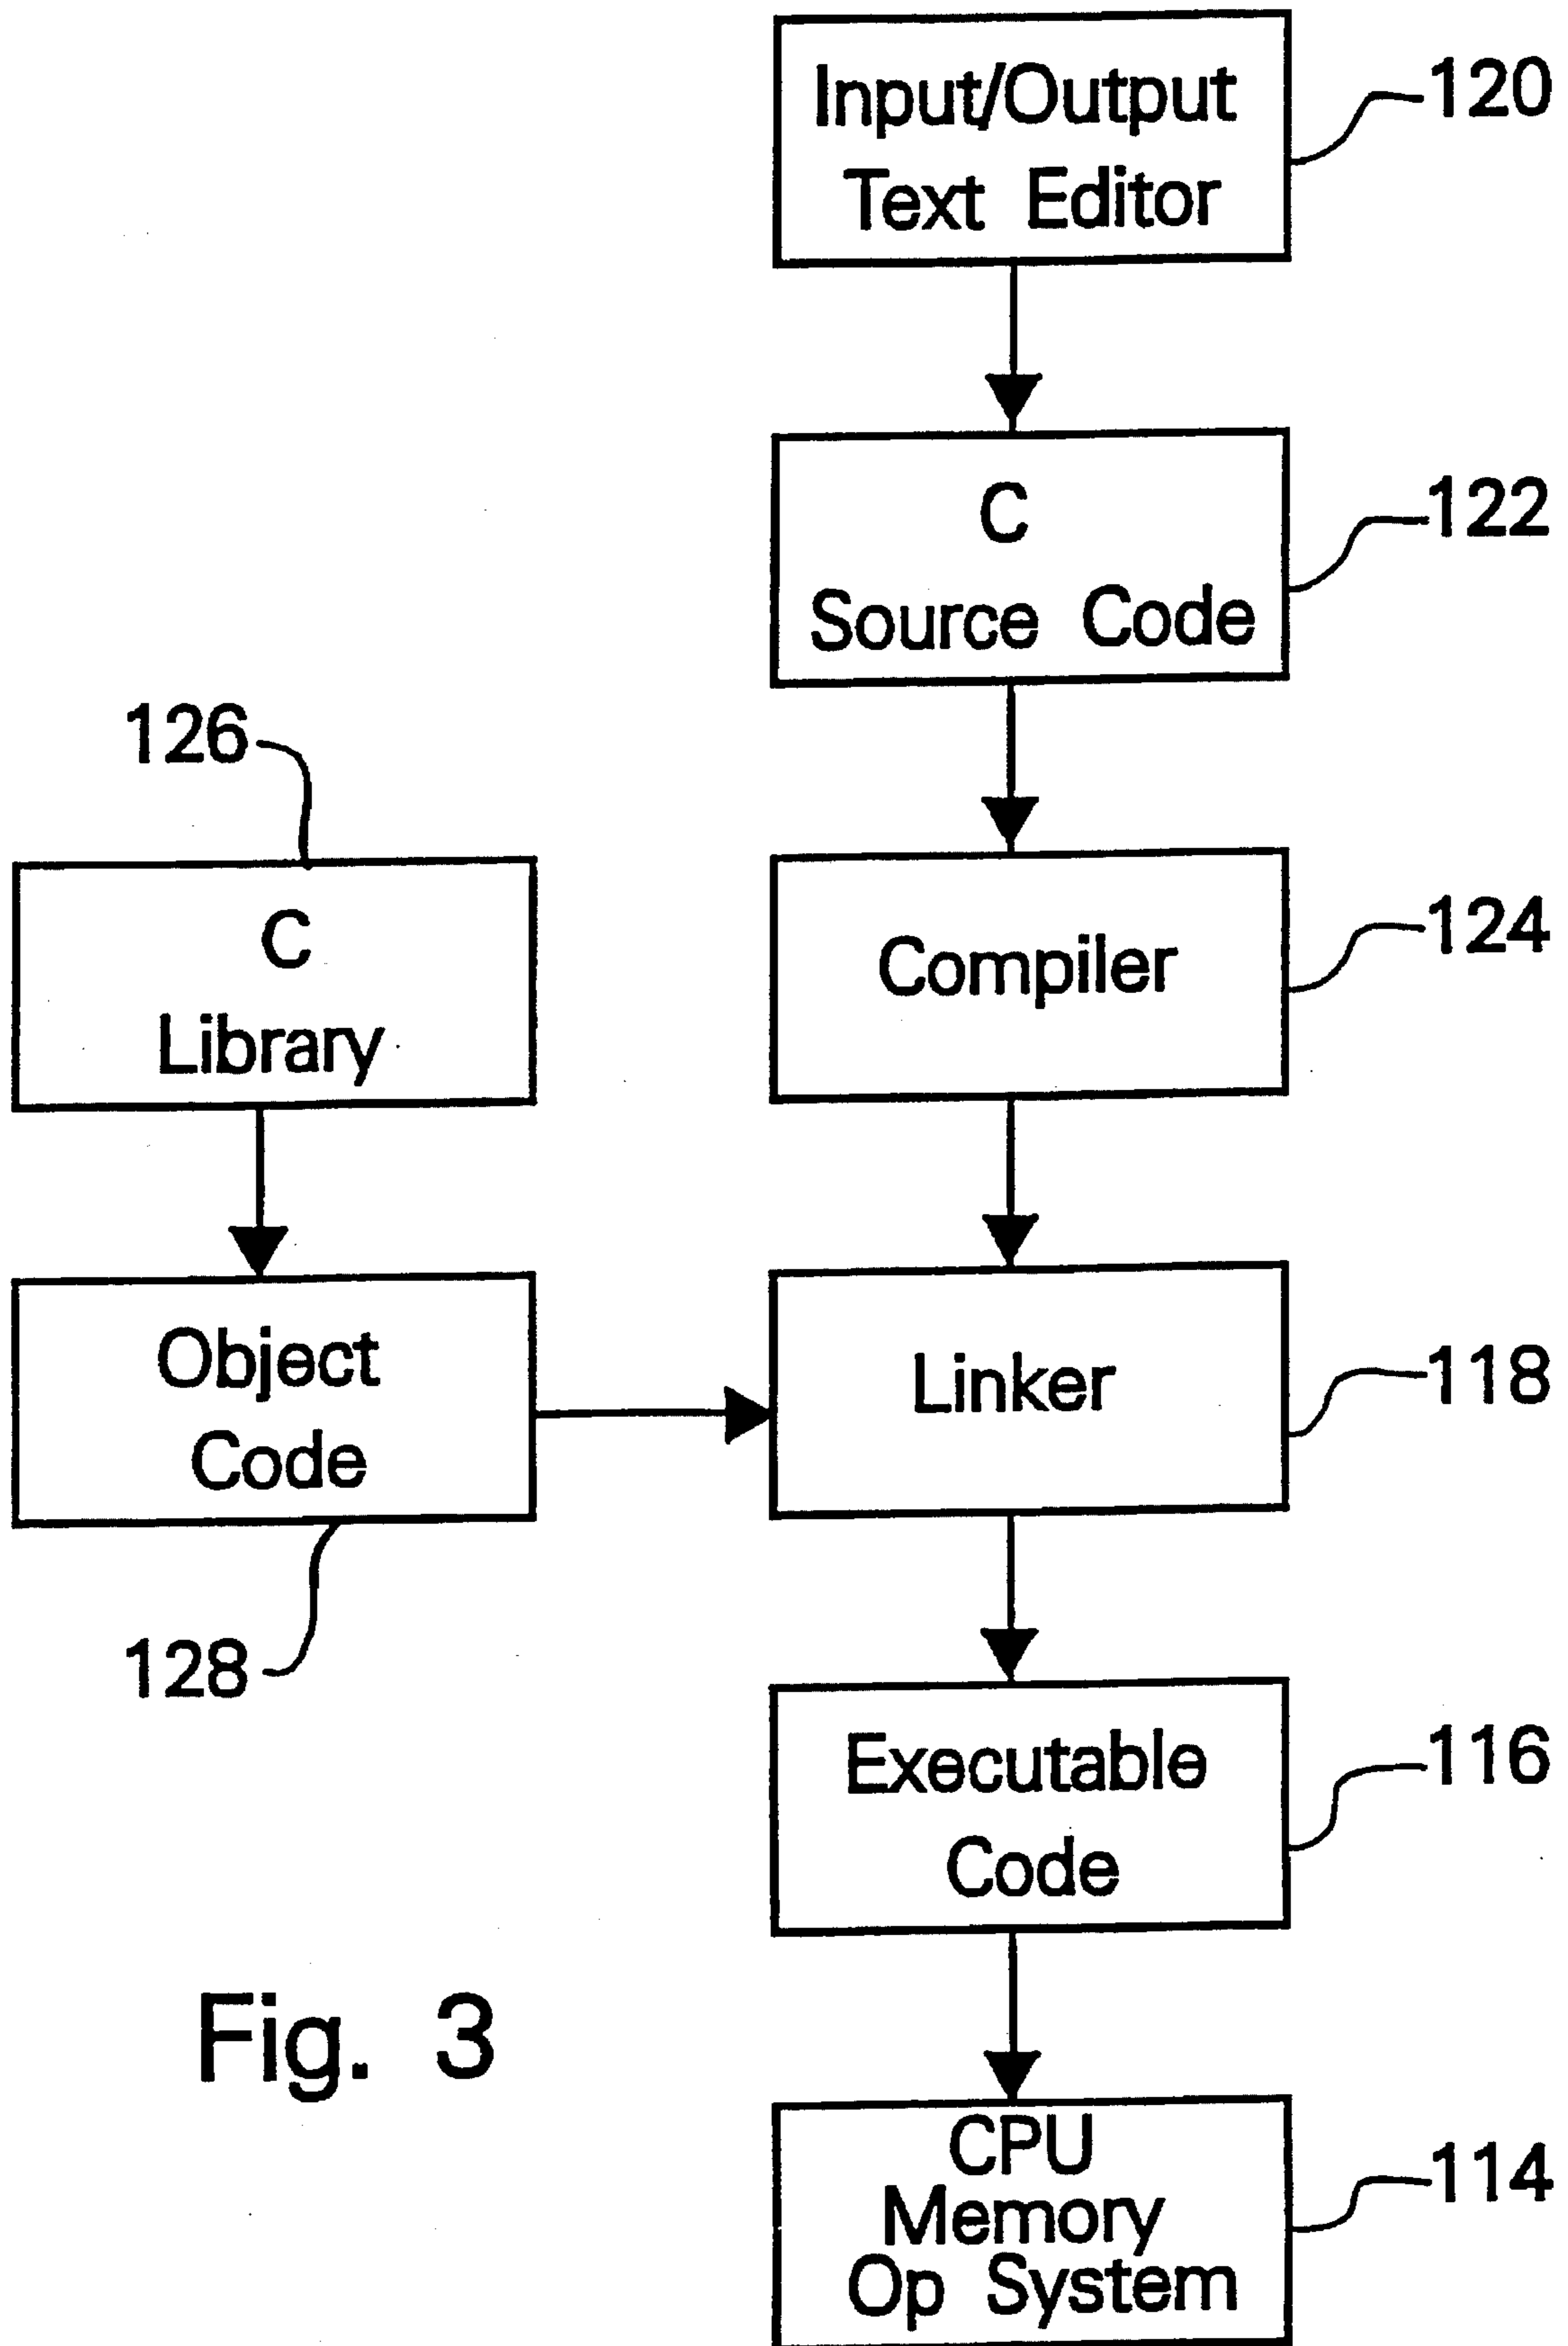 Input/Output
Text Editor
120
C
Source Code
122
126
C
Library
Compiler
124
Object
Code
128
Linker
118
Executable
Code
116
Fig. 3
CPU
Memory
Op System
114